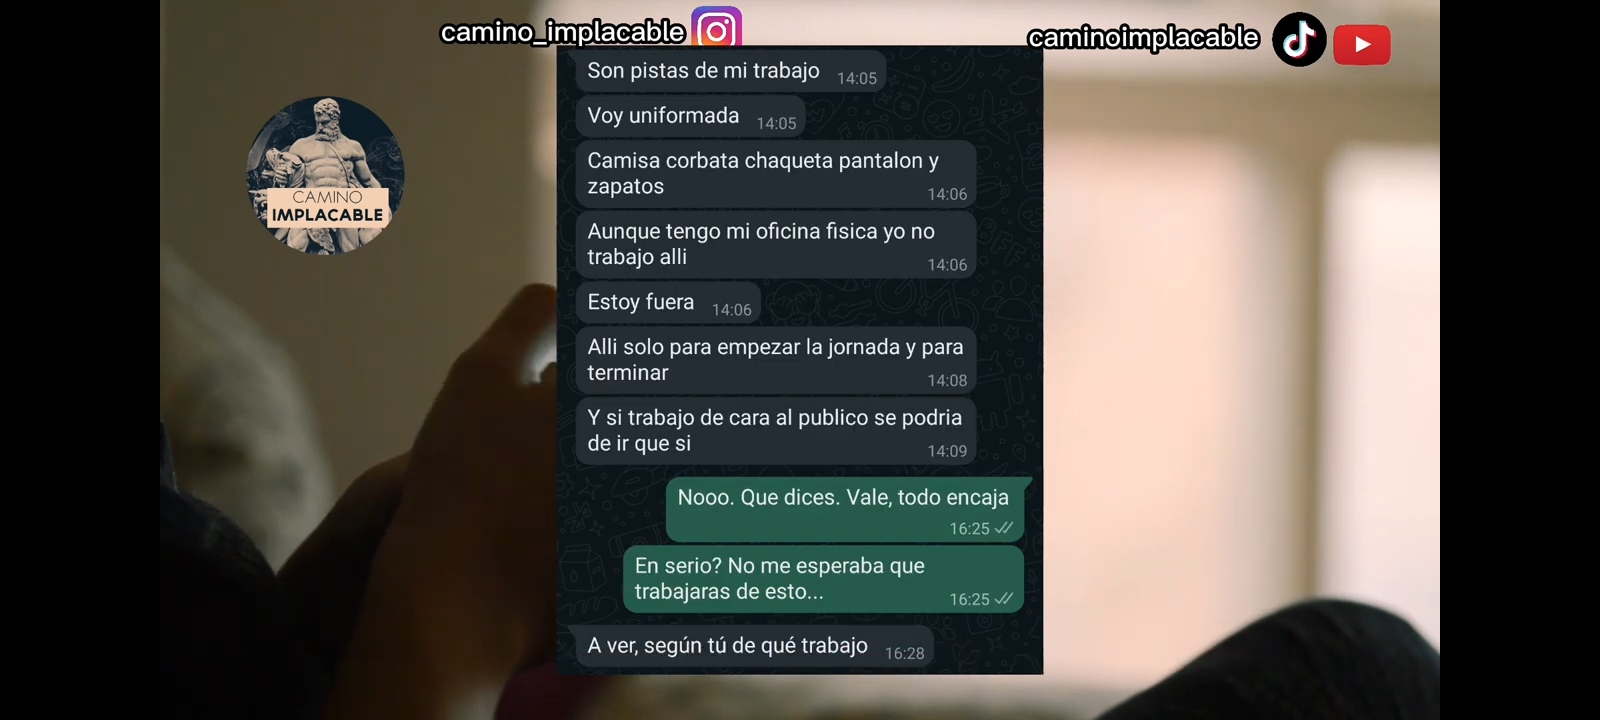 camino_implacable
caminoimplacable
CAMINO
IMPLACABLE
Son pistas de mi trabajo 14:05
Voy uniformada 14:05
Camisa corbata chaqueta pantalon y
zapatos 14:06
Aunque tengo mi oficina fisica yo no
trabajo alli 14:06
Estoy fuera 14:06
Alli solo para empezar la jornada y para
terminar 14:08
Y si trabajo de cara al publico se podria
de ir que si 14:09
Nooo. Que dices. Vale, todo encaja
16:25
En serio? No me esperaba que
trabajaras de esto... 16:25
A ver, según tú de qué trabajo 16:28